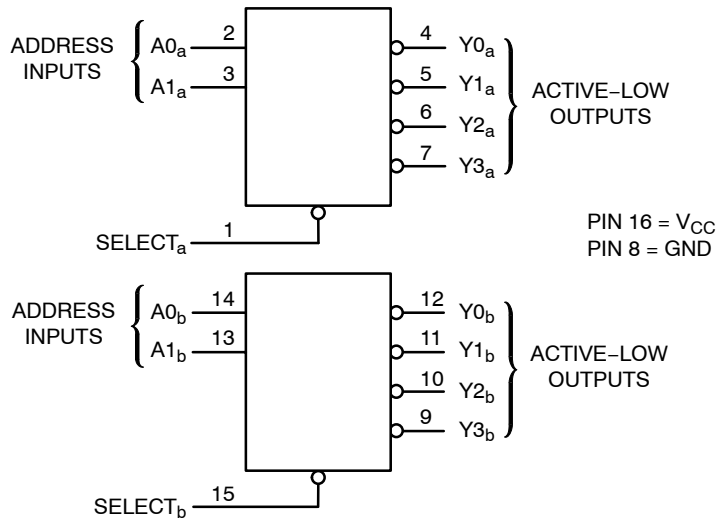 ADDRESS
INPUTS
A0a 2
A1a 3
4 Y0a
5 Y1a
6 Y2a
7 Y3a
ACTIVE–LOW
OUTPUTS
SELECTa 1
PIN 16 = VCC
PIN 8 = GND
ADDRESS
INPUTS
A0b 14
A1b 13
12 Y0b
11 Y1b
10 Y2b
9 Y3b
ACTIVE–LOW
OUTPUTS
SELECTb 15